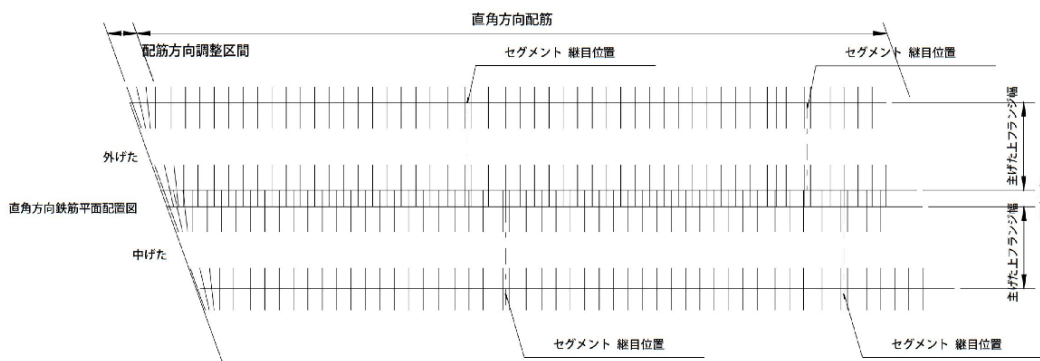 直角方向配筋
配筋方向調整区間
セグメント 継目位置
セグメント 継目位置
主げた上フランジ幅
外げた
直角方向鉄筋平面配置図
中げた
主げた上フランジ幅
セグメント 継目位置
セグメント 継目位置